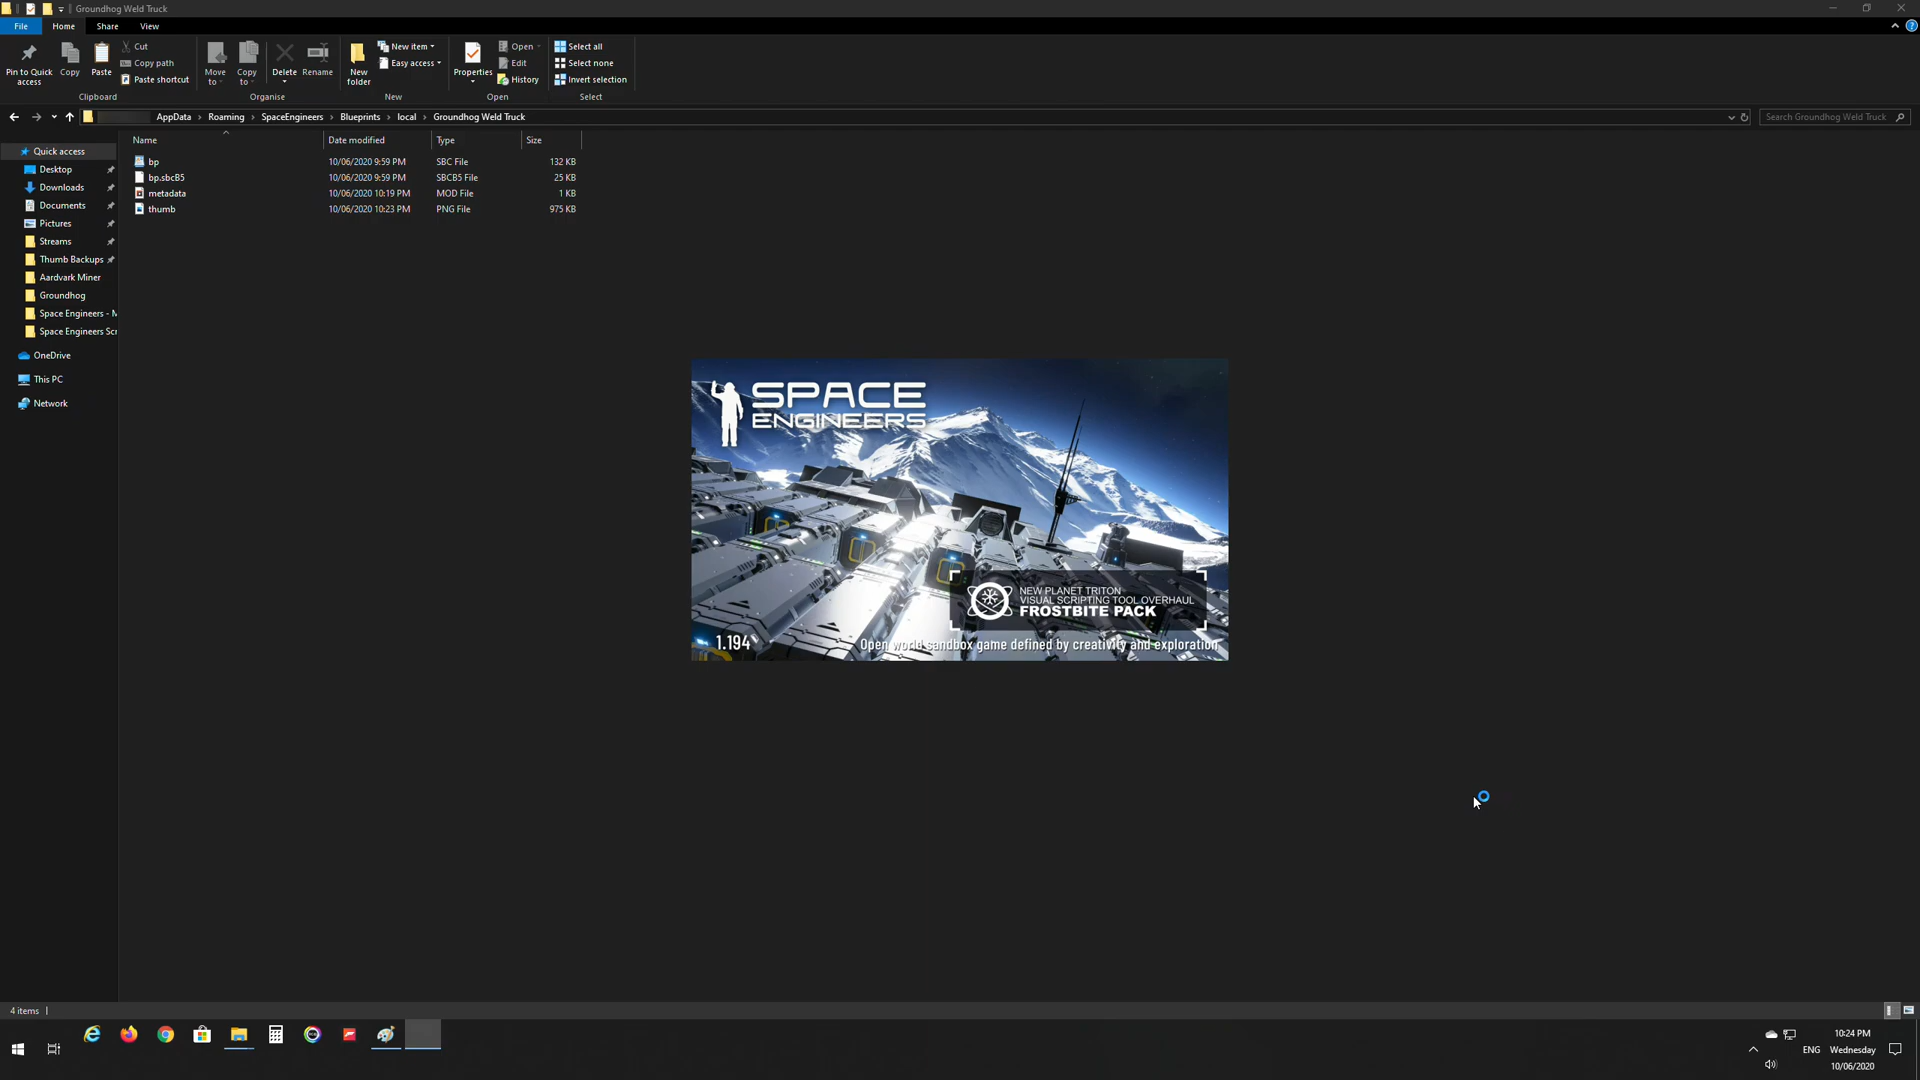 Groundhog Weld Truck
File
Home
Share
View
Pin to Quick access
Copy
Paste
Cut
Copy path
Paste shortcut
Move to
Copy to
Delete
Rename
New folder
New item
Easy access
Properties
Open
Edit
History
Select all
Select none
Invert selection
Clipboard
Organise
New
Open
Select
AppData > Roaming > SpaceEngineers > Blueprints > local > Groundhog Weld Truck
Search Groundhog Weld Truck
Name Date modified Type Size
bp 10/06/2020 9:59 PM SBC File 132 KB
bp.sbcB5 10/06/2020 9:59 PM SBCB5 File 25 KB
metadata 10/06/2020 10:19 PM MOD File 1 KB
thumb 10/06/2020 10:23 PM PNG File 975 KB
Quick access
Desktop
Downloads
Documents
Pictures
Streams
Thumb Backups
Aardvark Miner
Groundhog
Space Engineers - M
Space Engineers Scr
OneDrive
This PC
Network
SPACE
ENGINEERS
NEW PLANET TRITON
VISUAL SCRIPTING TOOL OVERHAUL
FROSTBITE PACK
1.194
Open world sandbox game defined by creativity and exploration
4 items
10:24 PM
ENG Wednesday
10/06/2020